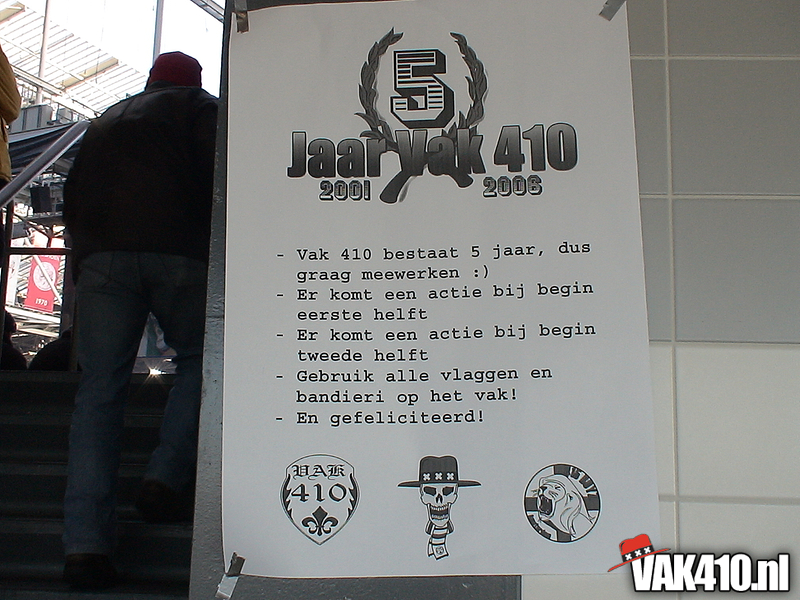 5
Jaar Vak 410
2001 2006
- Vak 410 bestaat 5 jaar, dus
graag meewerken :)
- Er komt een actie bij begin
eerste helft
- Er komt een actie bij begin
tweede helft
- Gebruik alle vlaggen en
bandieri op het vak!
- En gefeliciteerd!
VAK
410
1970
VAK410.nl